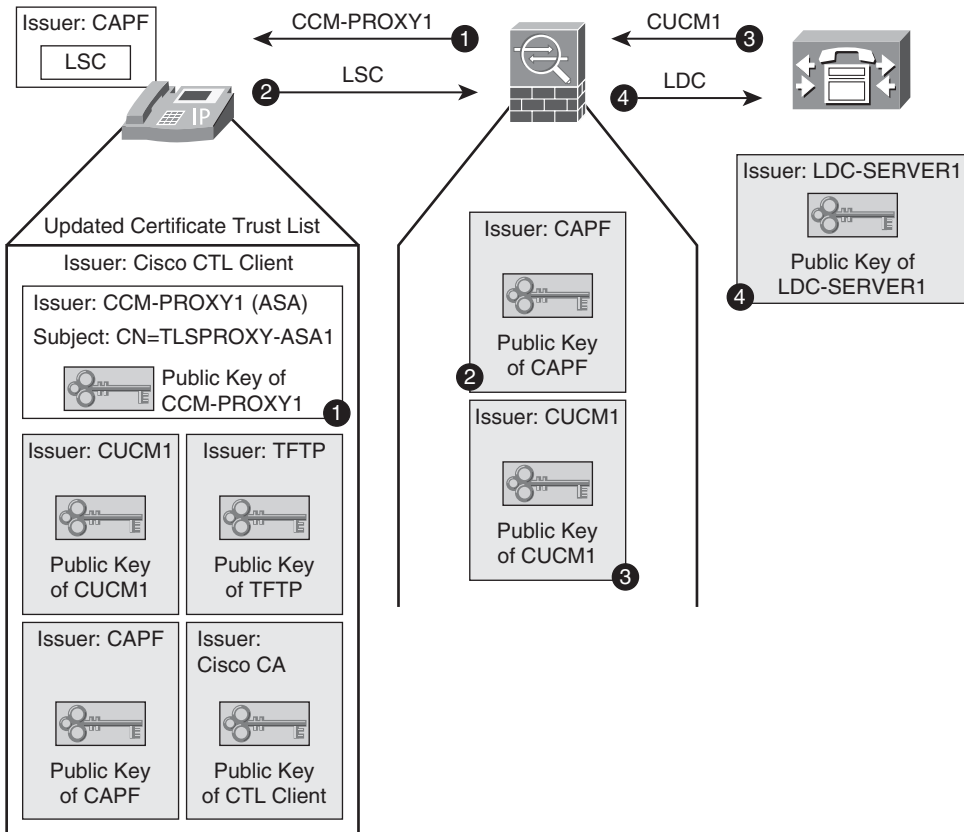 Issuer: CAPF
LSC
IP
CCM-PROXY1
1
2
LSC
CUCM1
3
4
LDC
Updated Certificate Trust List
Issuer: Cisco CTL Client
Issuer: CCM-PROXY1 (ASA)
Subject: CN=TLSPROXY-ASA1
Public Key of
CCM-PROXY1
1
Issuer: CUCM1
Public Key
of CUCM1
Issuer: TFTP
Public Key
of TFTP
Issuer: CAPF
Public Key
of CAPF
Issuer:
Cisco CA
Public Key
of CTL Client
Issuer: CAPF
Public Key
of CAPF
2
Issuer: CUCM1
Public Key
of CUCM1
3
Issuer: LDC-SERVER1
Public Key of
LDC-SERVER1
4